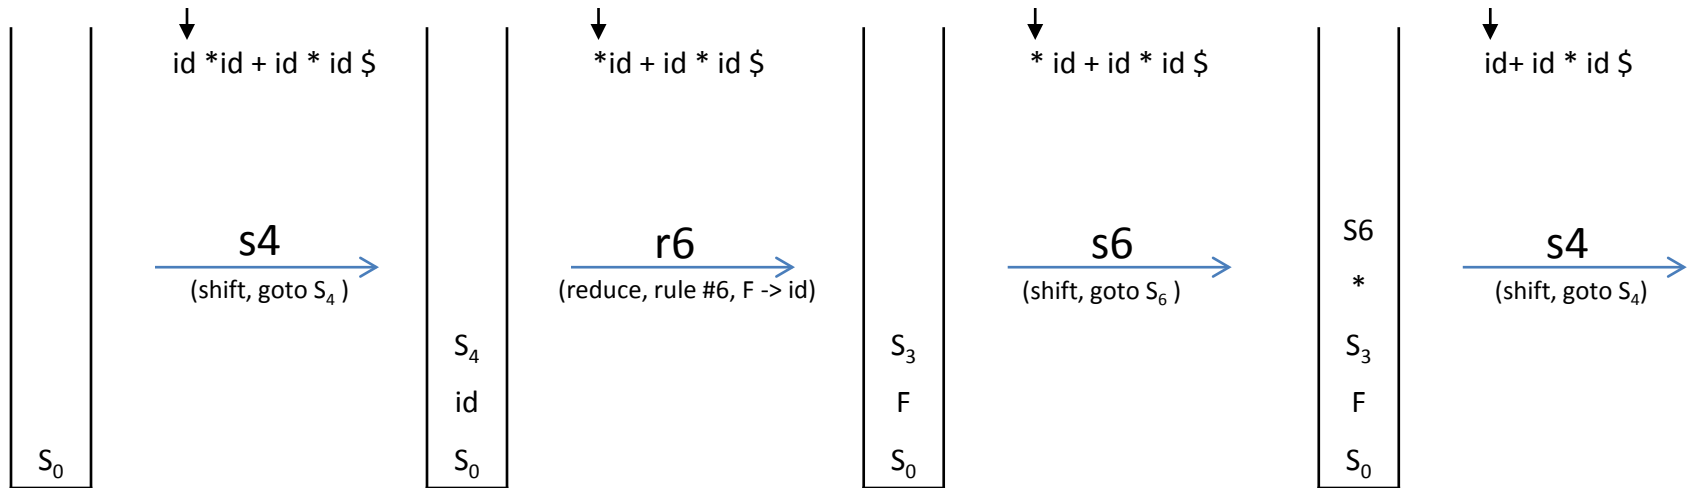 id *id + id * id $
s4
(shift, goto S₄ )
S₀
*id + id * id $
r6
(reduce, rule #6, F -> id)
S₄
id
S₀
* id + id * id $
s6
(shift, goto S₆ )
S₃
F
S₀
id+ id * id $
s4
(shift, goto S₄)
S6
*
S₃
F
S₀